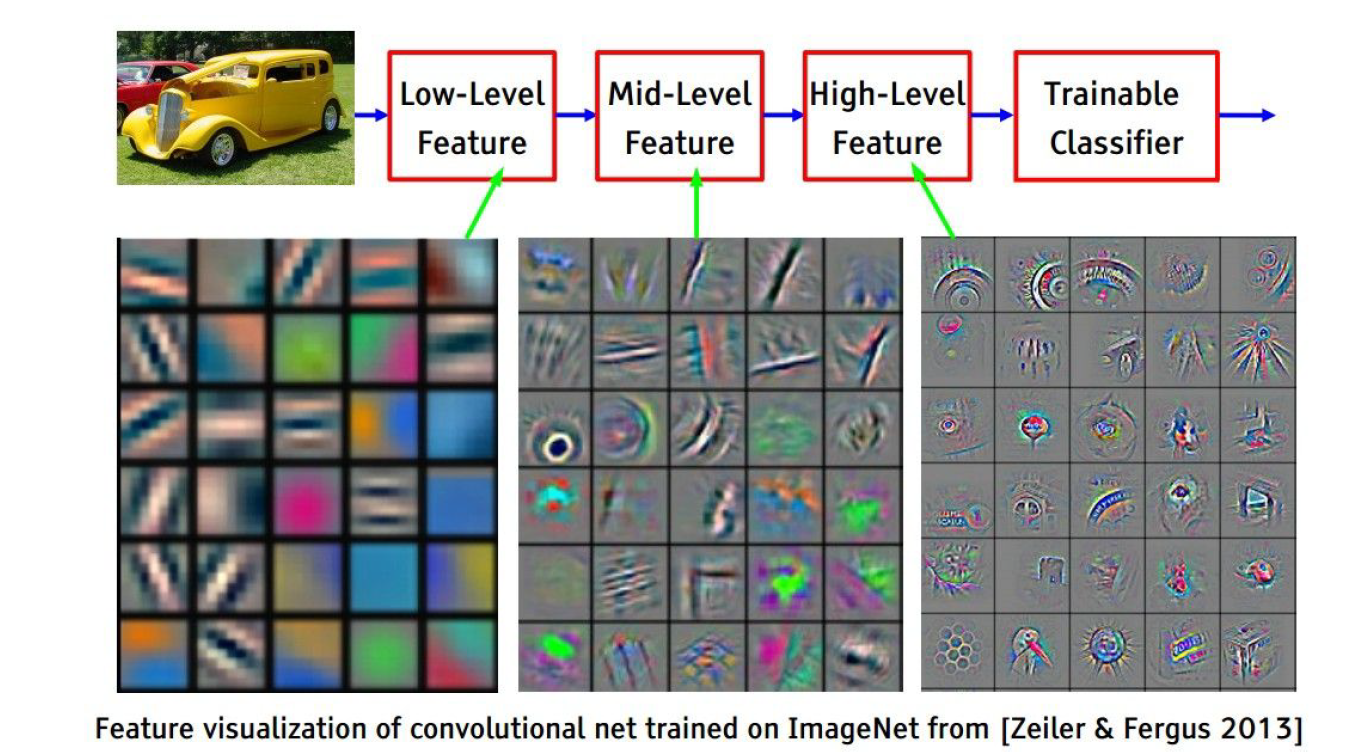 Low-Level
Feature
Mid-Level
Feature
High-Level
Feature
Trainable
Classifier
Feature visualization of convolutional net trained on ImageNet from [Zeiler & Fergus 2013]